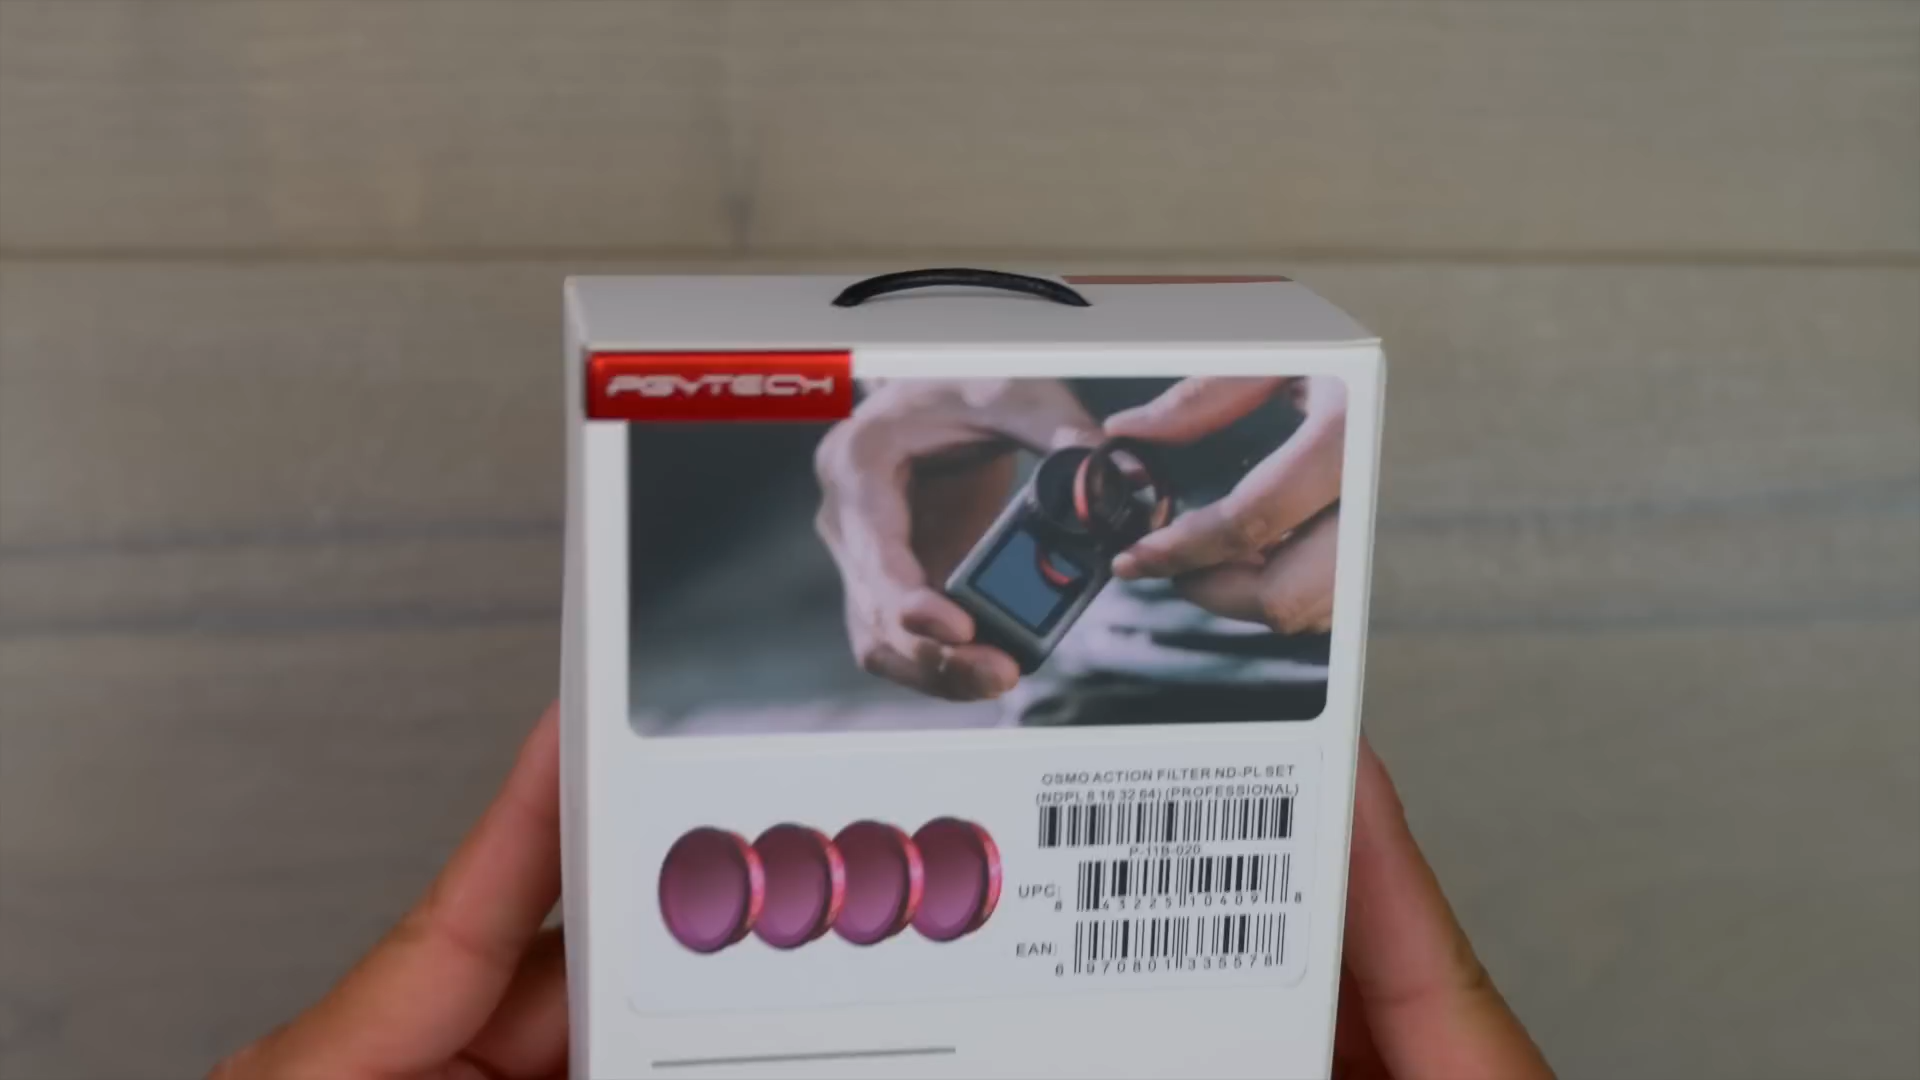 PGYTECH
OSMO ACTION FILTER ND-PL SET
(NDPL 8 16 32 64) (PROFESSIONAL)
P-11B-020
UPC:
8 43225 10409 8
EAN:
6 970801 335578